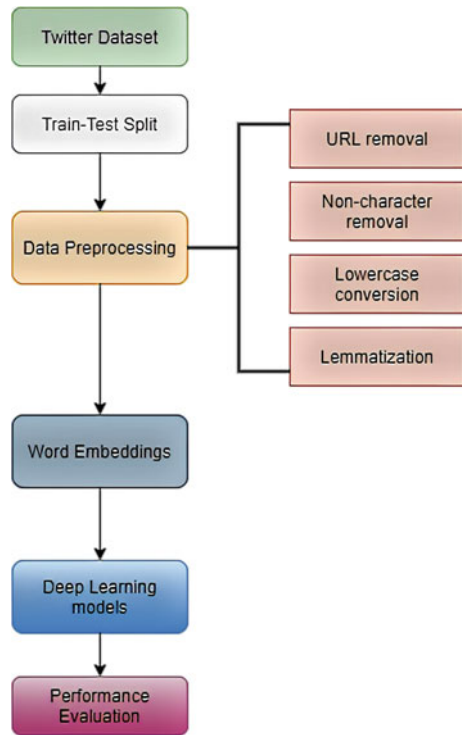 Twitter Dataset
Train-Test Split
Data Preprocessing
URL removal
Non-character
removal
Lowercase
conversion
Lemmatization
Word Embeddings
Deep Learning
models
Performance
Evaluation